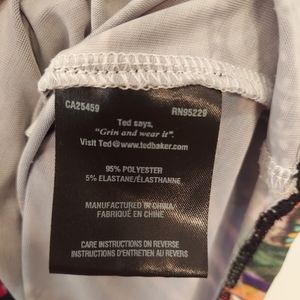 CA25459 RN95229
Ted says,
"Grin and wear it".
Visit Ted@www.tedbaker.com
95% POLYESTER
5% ELASTANE/ÉLASTHANNE
MANUFACTURED IN CHINA
FABRIQUÉ EN CHINE
CARE INSTRUCTIONS ON REVERSE
INSTRUCTIONS D'ENTRETIEN AU REVERS